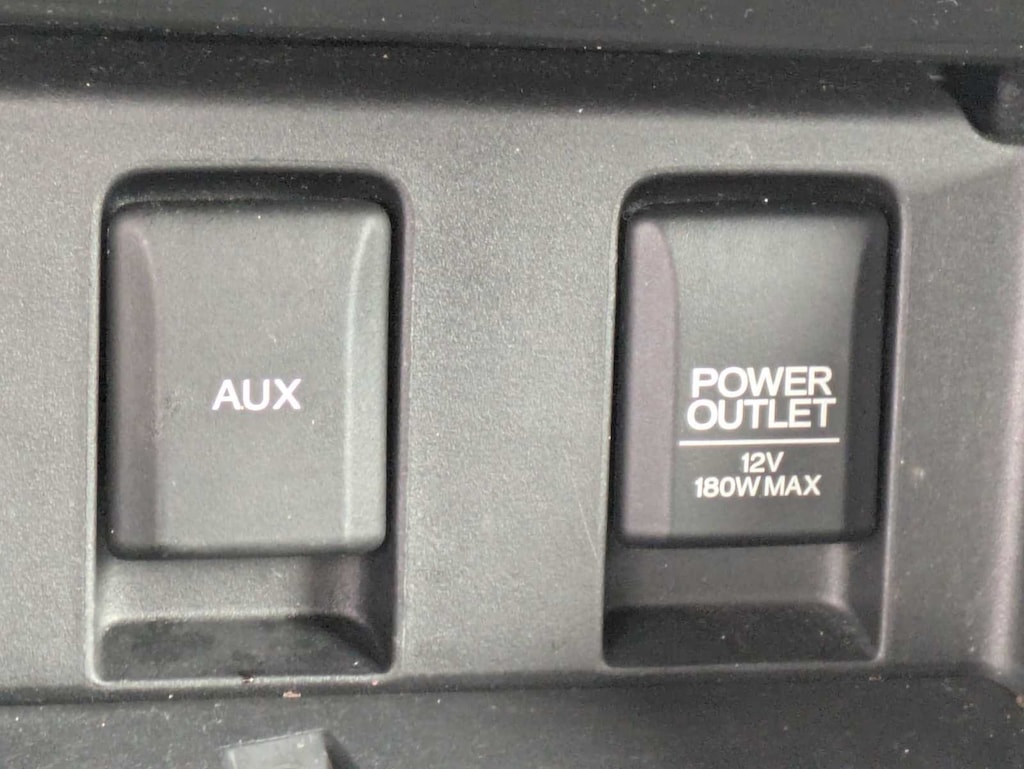 AUX
POWER
OUTLET
12V
180W MAX